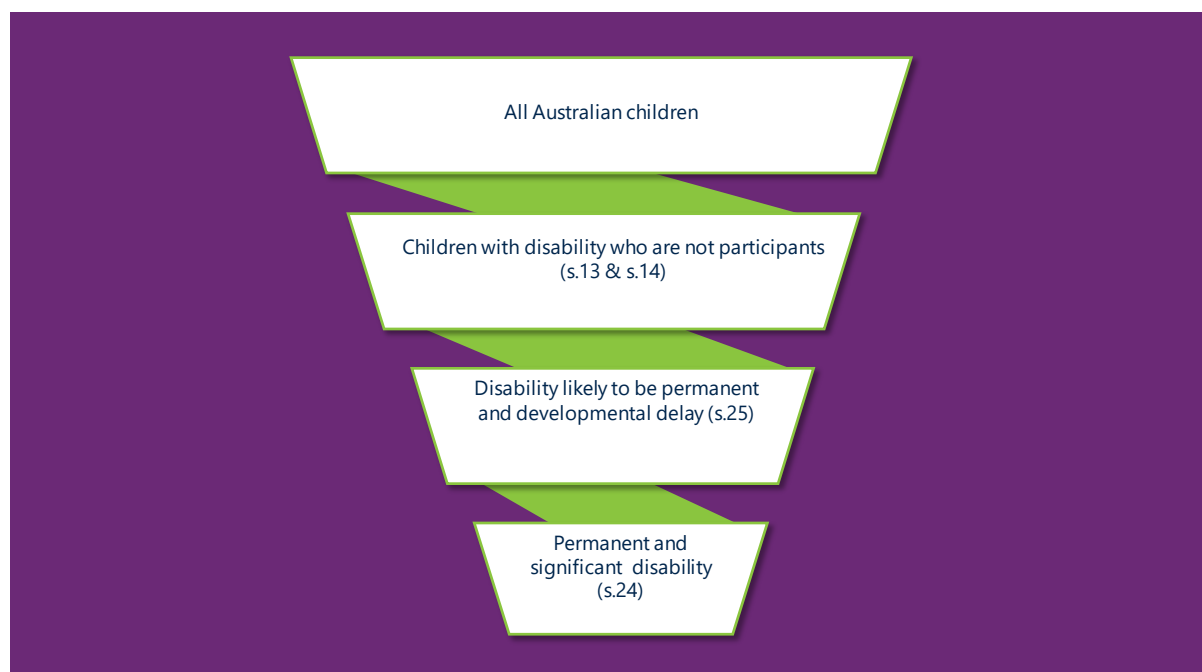 All Australian children
Children with disability who are not participants
(s.13 & s.14)
Disability likely to be permanent
and developmental delay (s.25)
Permanent and
significant  disability
(s.24)